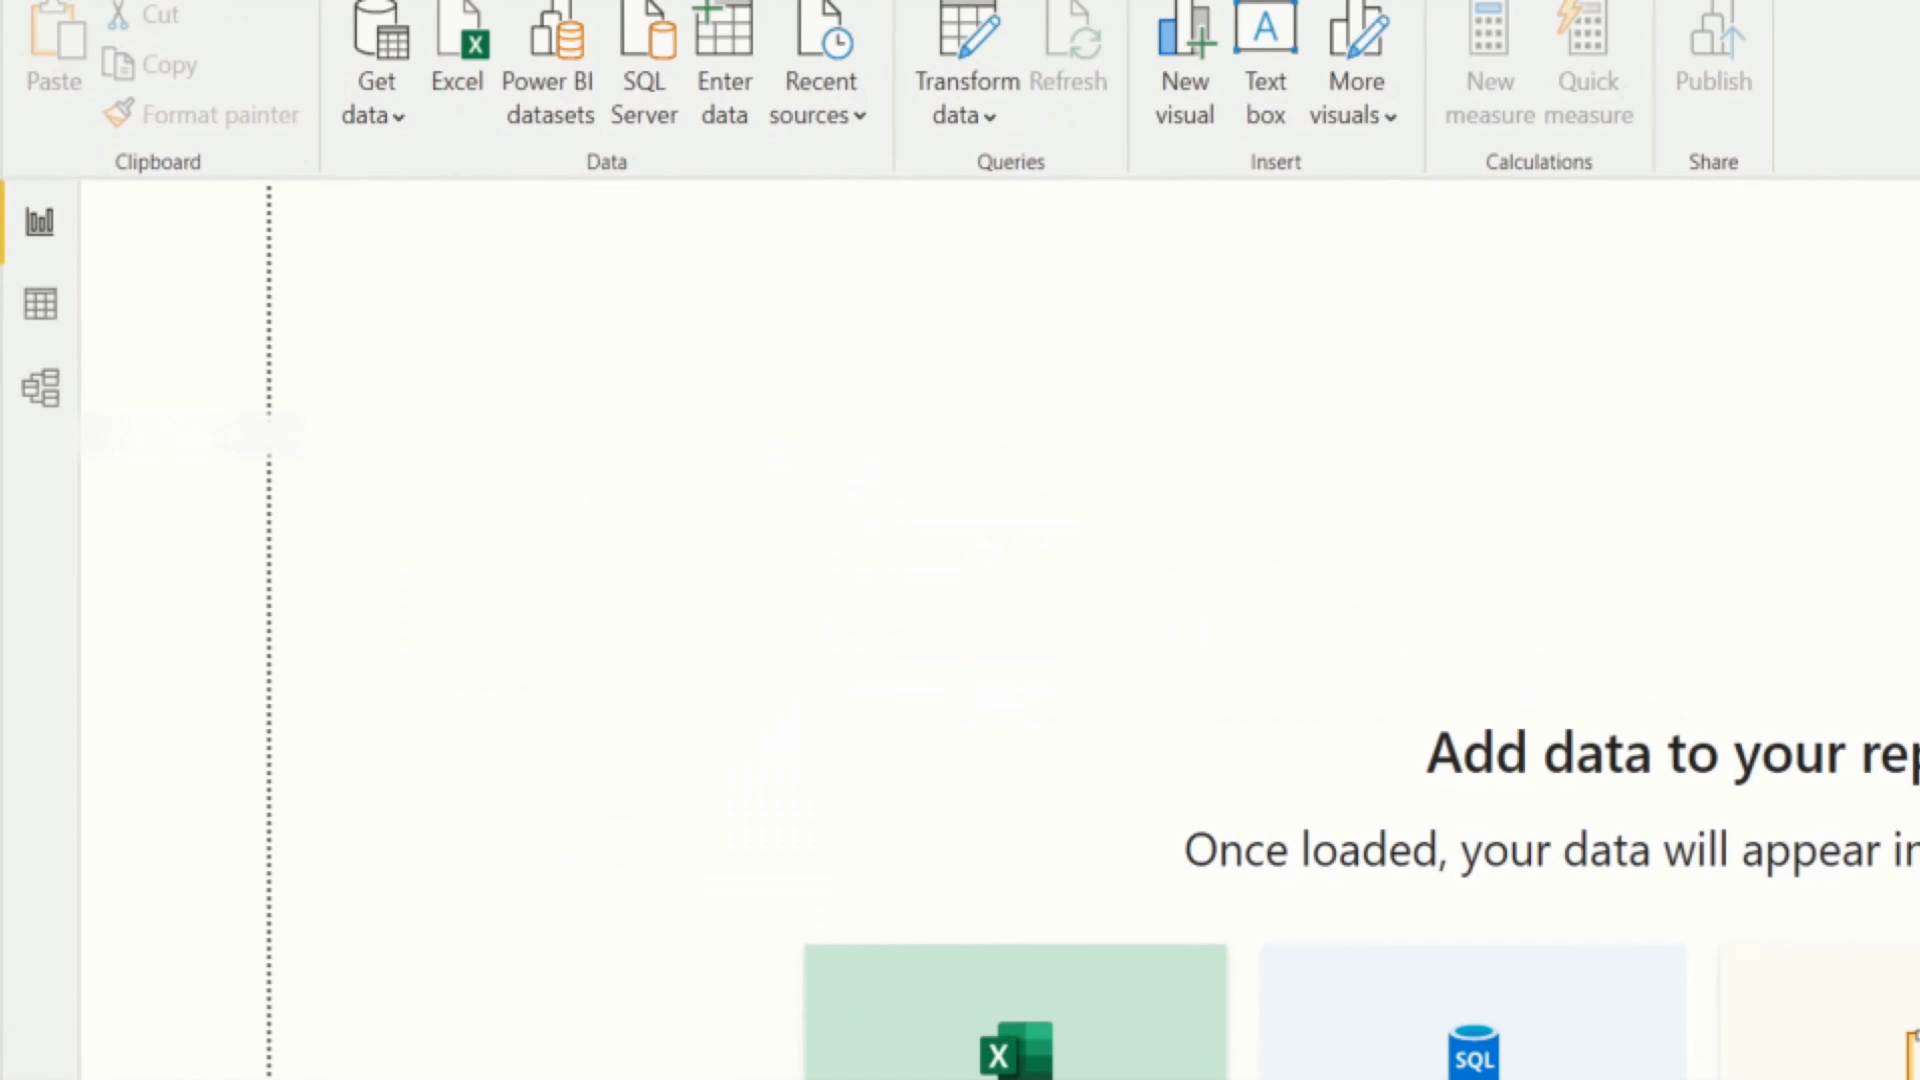 Cut
Copy
Paste
Format painter
Clipboard
Get data
Excel
Power BI datasets
SQL Server
Enter data
Recent sources
Data
Transform data
Refresh
Queries
New visual
A
Text box
More visuals
Insert
New measure
Quick measure
Calculations
Publish
Share
Add data to your rep
Once loaded, your data will appear in
X
SQL